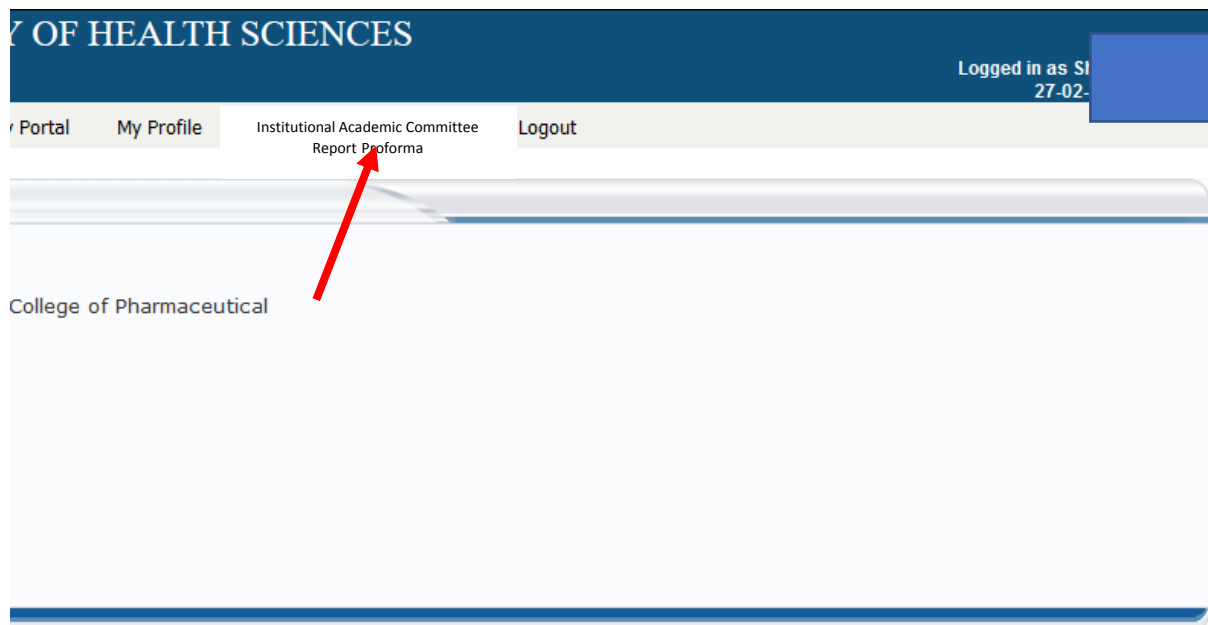 OF HEALTH SCIENCES
Logged in as
27-02-
Portal My Profile Institutional Academic Committee Report Proforma Logout
College of Pharmaceutical